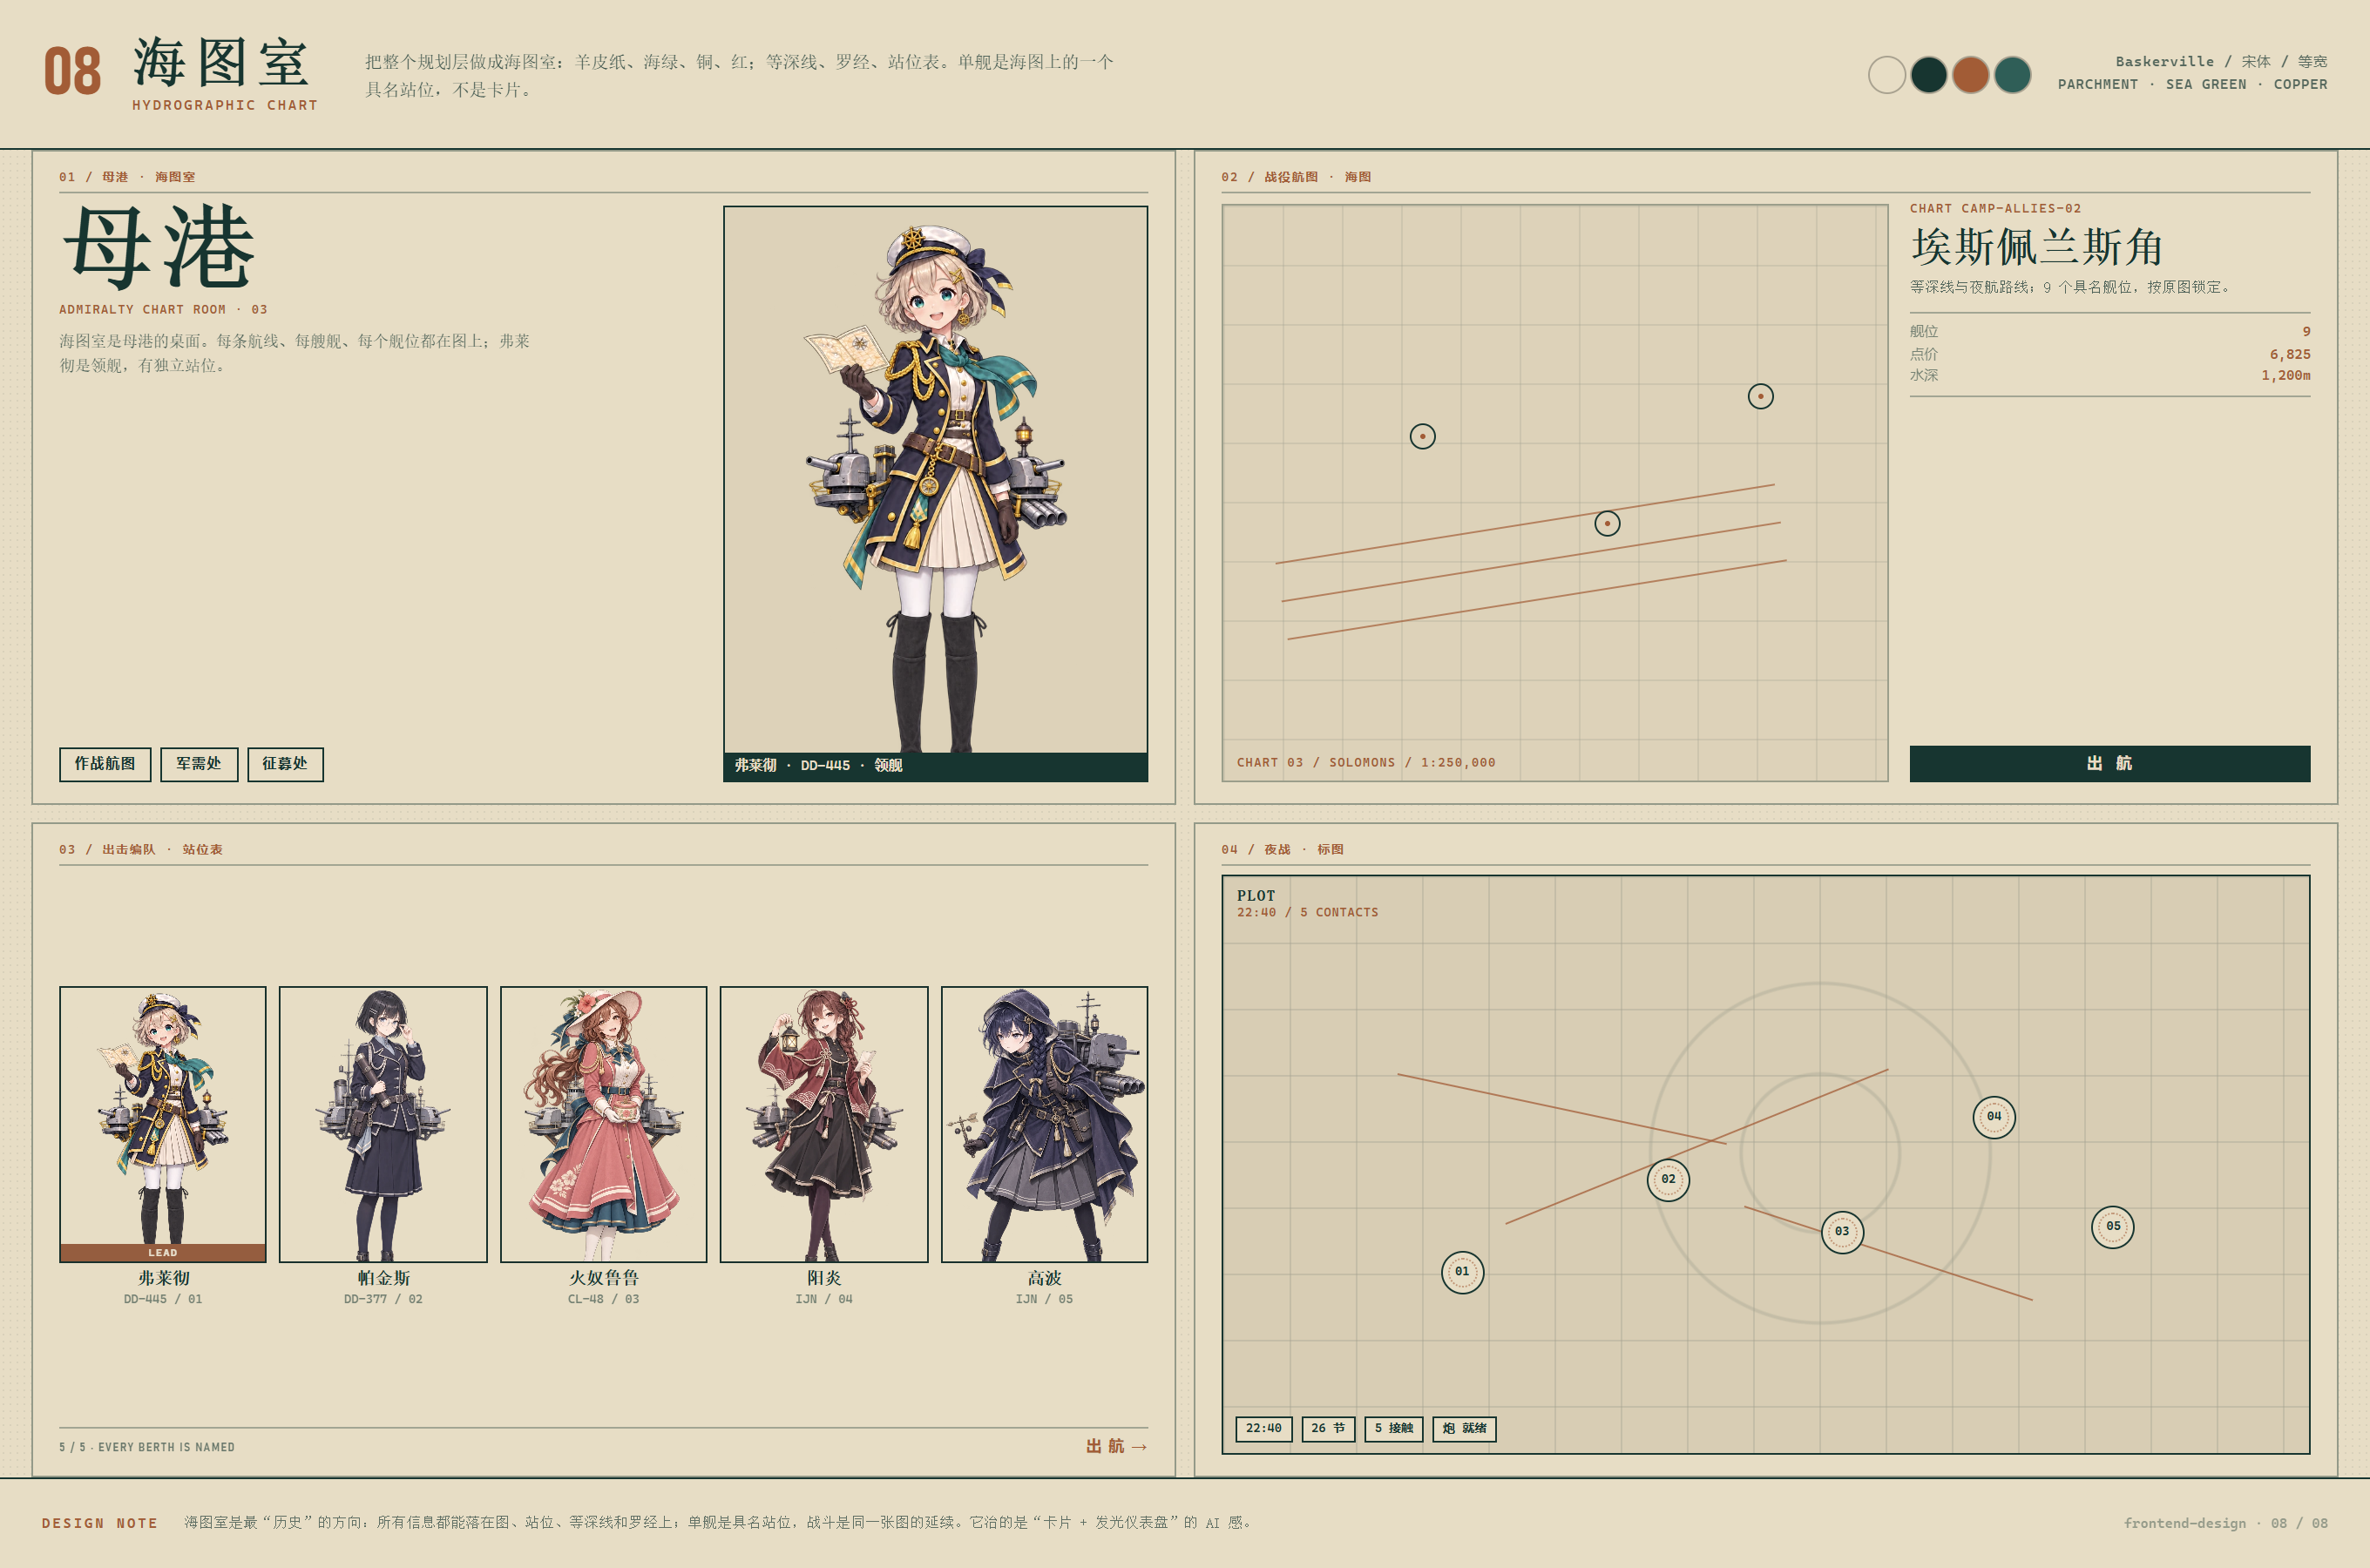 08
海图室
HYDROGRAPHIC CHART
把整个规划层做成海图室：羊皮纸、海绿、铜、红；等深线、罗经、站位表。单舰是海图上的一个
具名站位，不是卡片。
Baskerville / 宋体 / 等宽
PARCHMENT · SEA GREEN · COPPER
01 / 母港 · 海图室
母港
ADMIRALTY CHART ROOM · 03
海图室是母港的桌面。每条航线、每艘舰、每个舰位都在图上；弗莱
彻是领舰，有独立站位。
作战航图
军需处
征募处
弗莱彻 · DD-445 · 领舰
02 / 战役航图 · 海图
CHART 03 / SOLOMONS / 1:250,000
CHART CAMP-ALLIES-02
埃斯佩兰斯角
等深线与夜航路线；9 个具名舰位，按原图锁定。
舰位 9
点价 6,825
水深 1,200m
出 航
03 / 出击编队 · 站位表
LEAD
弗莱彻
DD-445 / 01
帕金斯
DD-377 / 02
火奴鲁鲁
CL-48 / 03
阳炎
IJN / 04
高波
IJN / 05
5 / 5 · EVERY BERTH IS NAMED
出 航 →
04 / 夜战 · 标图
PLOT
22:40 / 5 CONTACTS
04
02
03
05
01
22:40
26 节
5 接触
炮 就绪
DESIGN NOTE
海图室是最“历史”的方向：所有信息都能落在图、站位、等深线和罗经上；单舰是具名站位，战斗是同一张图的延续。它治的是“卡片 + 发光仪表盘”的 AI 感。
frontend-design · 08 / 08